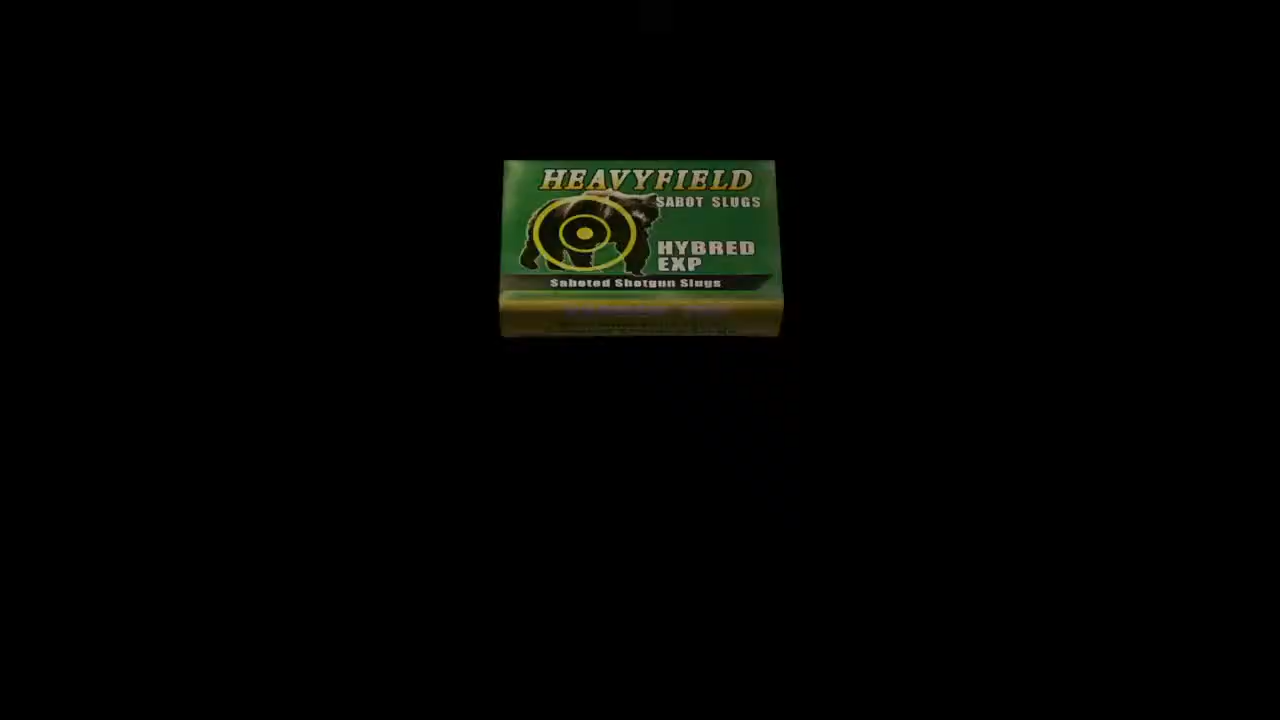 HEAVYFIELD
SABOT SLUGS
HYBRED
EXP
Saboted Shotgun Slugs